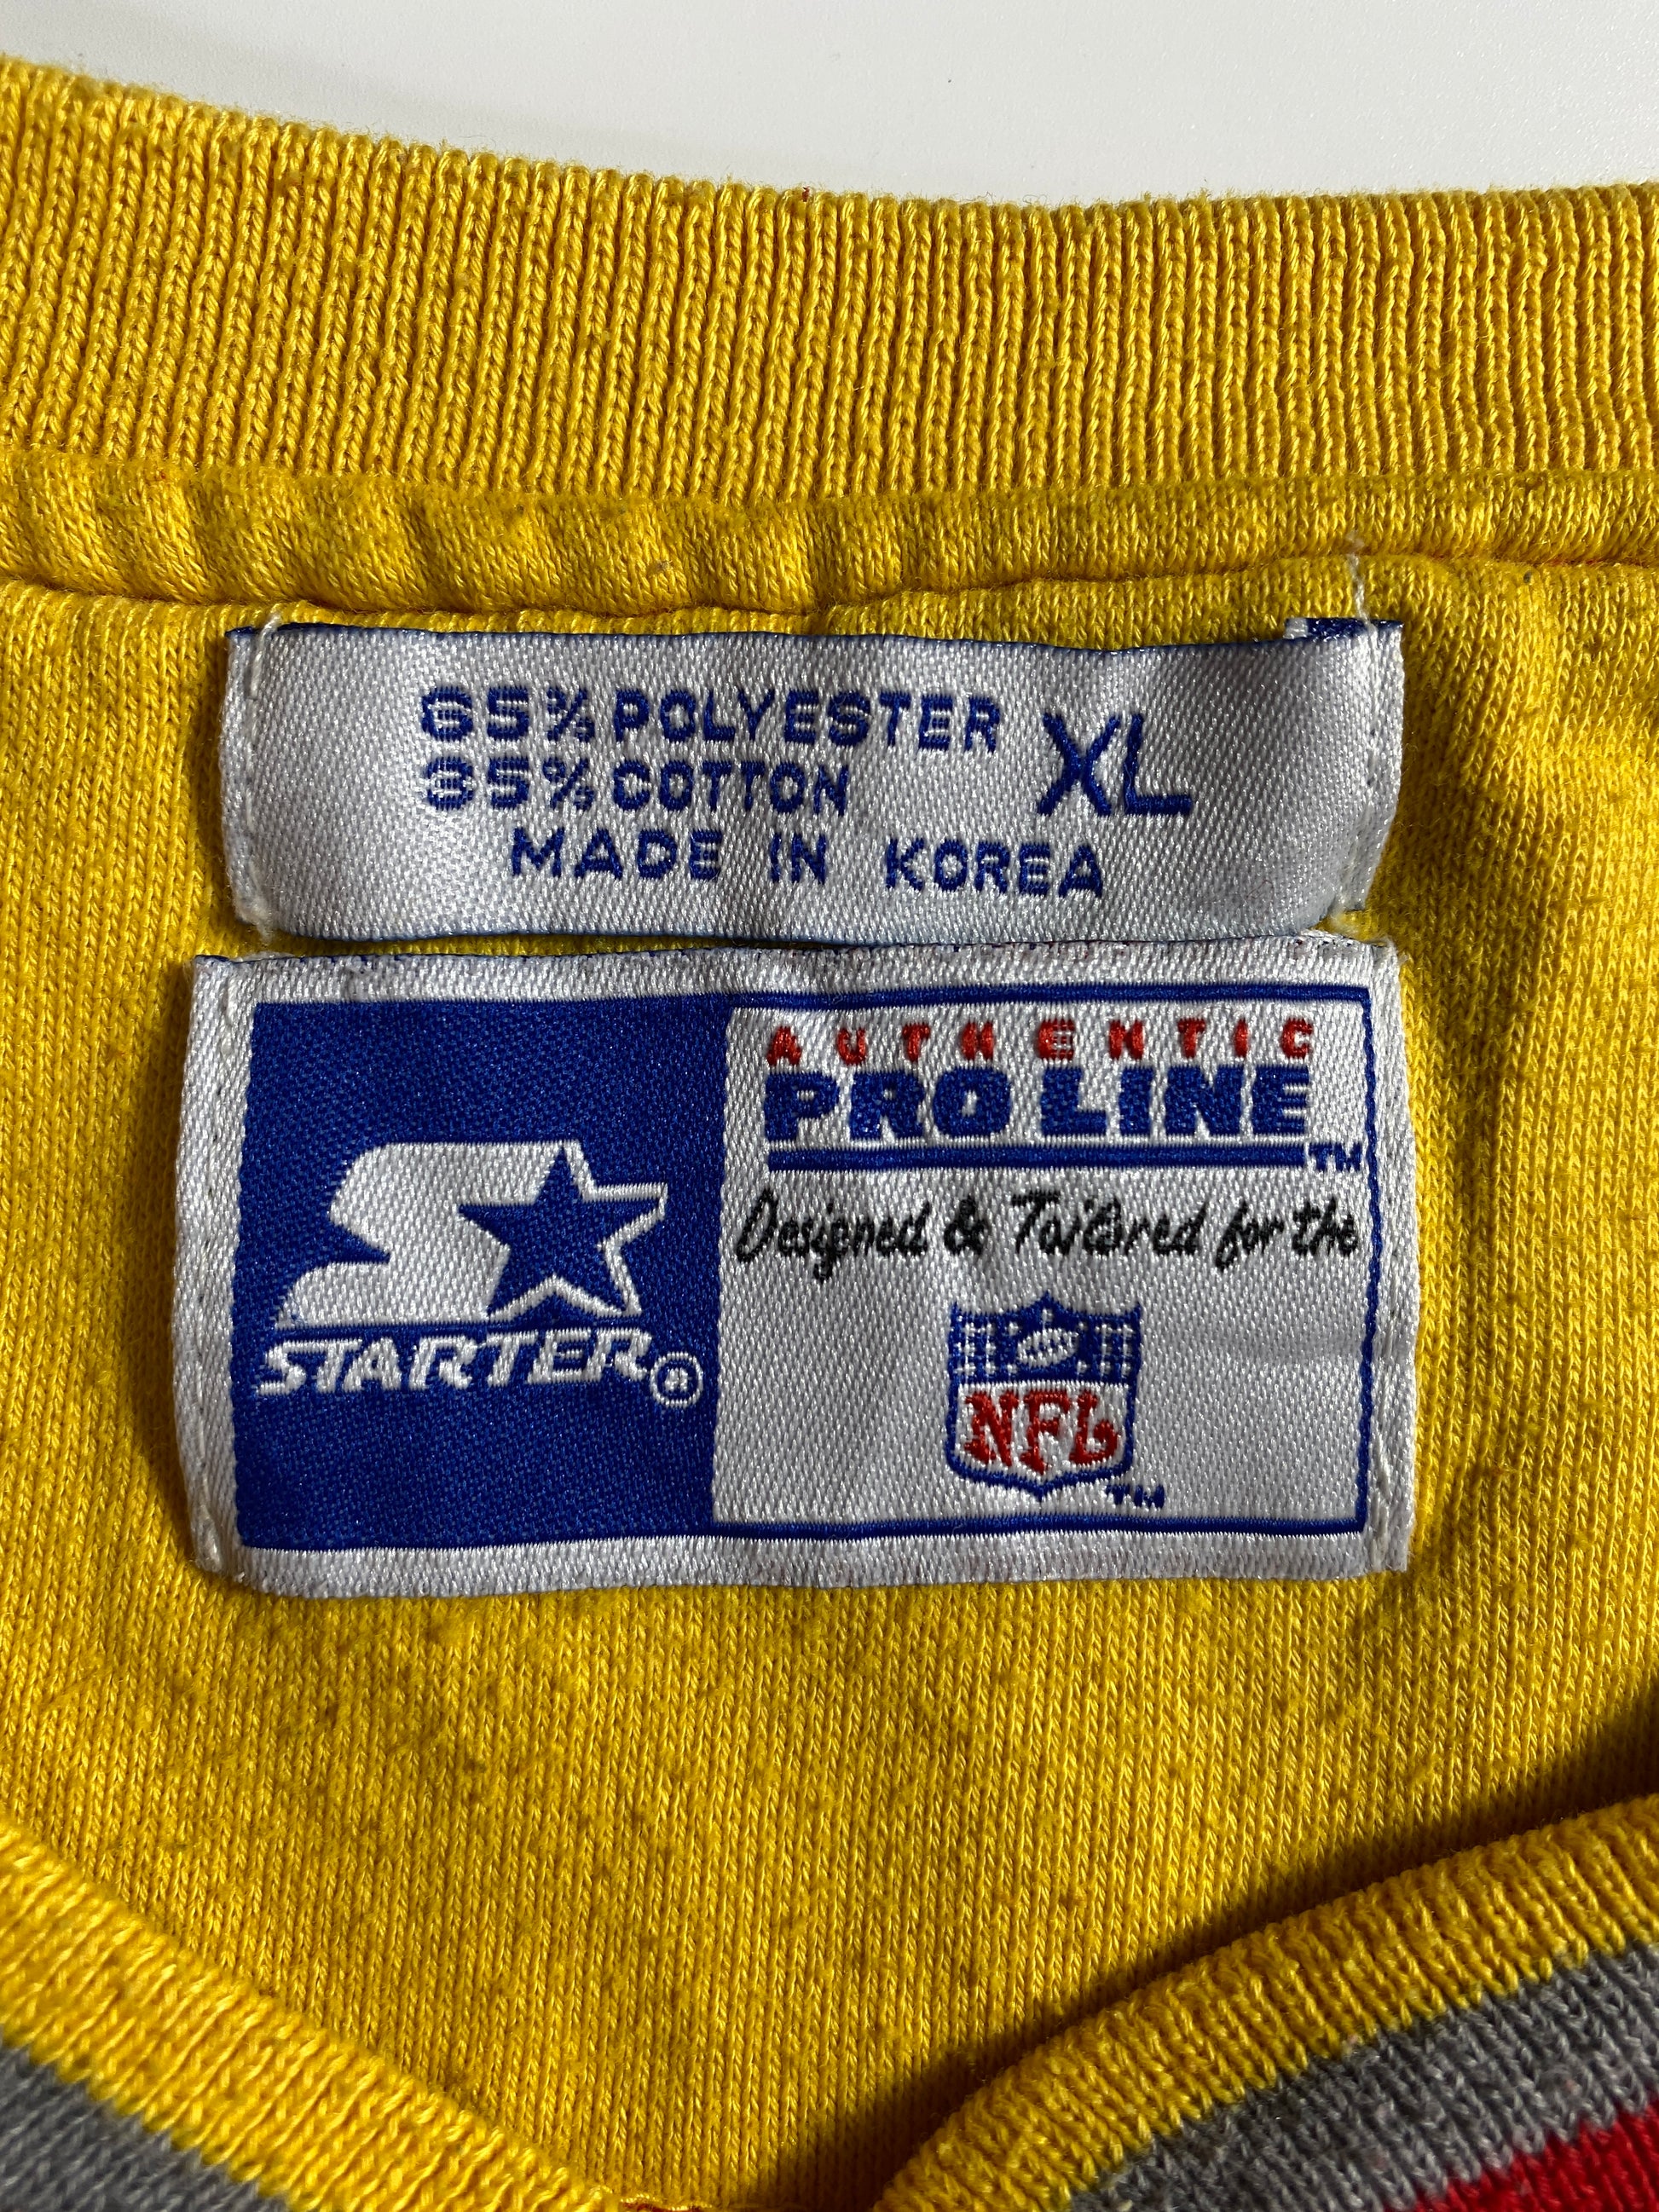 65% POLYESTER XL
35% COTTON
MADE IN KOREA
AUTHENTIC
PRO LINE
TM
Designed & Tailored for the
STARTER ®
NFL
TM